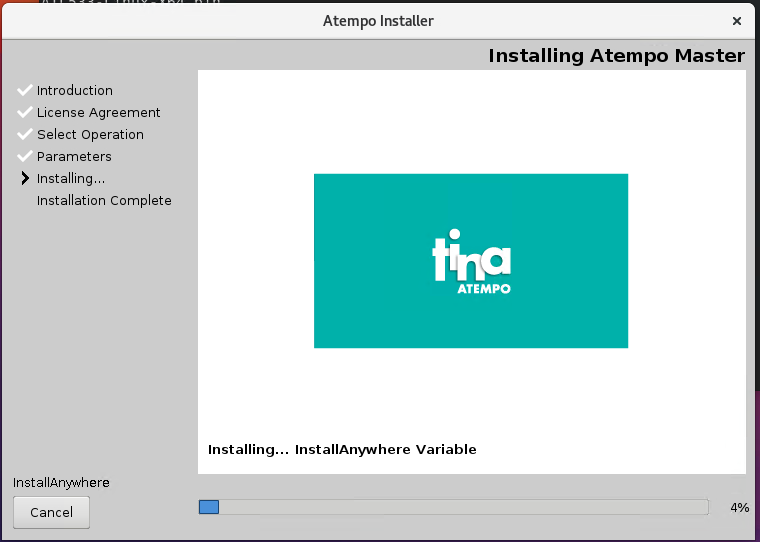 Atempo Installer
×
Installing Atempo Master
Introduction
License Agreement
Select Operation
Parameters
Installing...
Installation Complete
tina
ATEMPO
Installing... InstallAnywhere Variable
InstallAnywhere
Cancel
4%